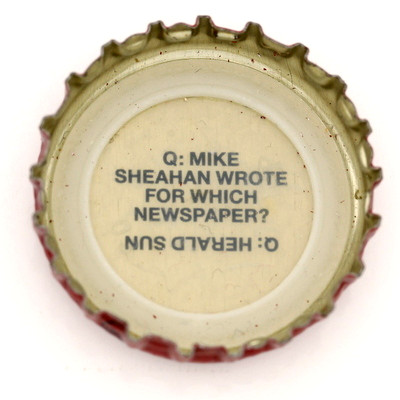 Q: MIKE
SHEAHAN WROTE
FOR WHICH
NEWSPAPER?
Q: HERALD SUN